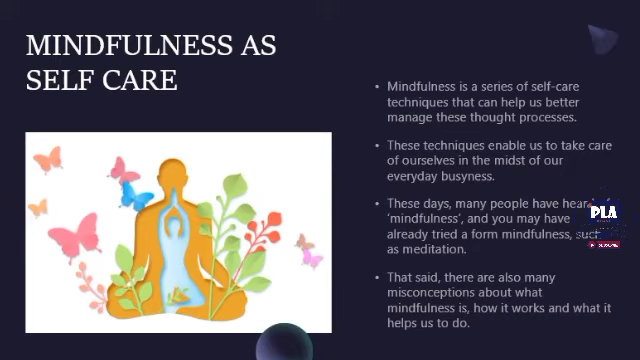 MINDFULNESS AS
SELF CARE
• Mindfulness is a series of self-care
techniques that can help us better
manage these thought processes.
• These techniques enable us to take care
of ourselves in the midst of our
everyday busyness.
• These days, many people have hear
'mindfulness', and you may have
already tried a form mindfulness, such
as meditation.
• That said, there are also many
misconceptions about what
mindfulness is, how it works and what it
helps us to do.
PLA